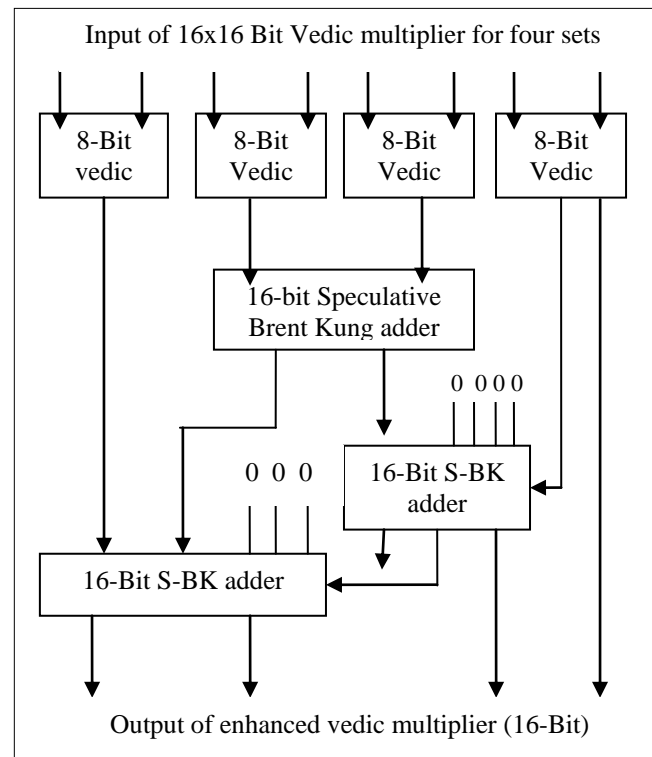 Input of 16x16 Bit Vedic multiplier for four sets
8-Bit
vedic
8-Bit
Vedic
8-Bit
Vedic
8-Bit
Vedic
16-bit Speculative
Brent Kung adder
0 0 0 0
16-Bit S-BK
adder
0 0 0
16-Bit S-BK adder
Output of enhanced vedic multiplier (16-Bit)